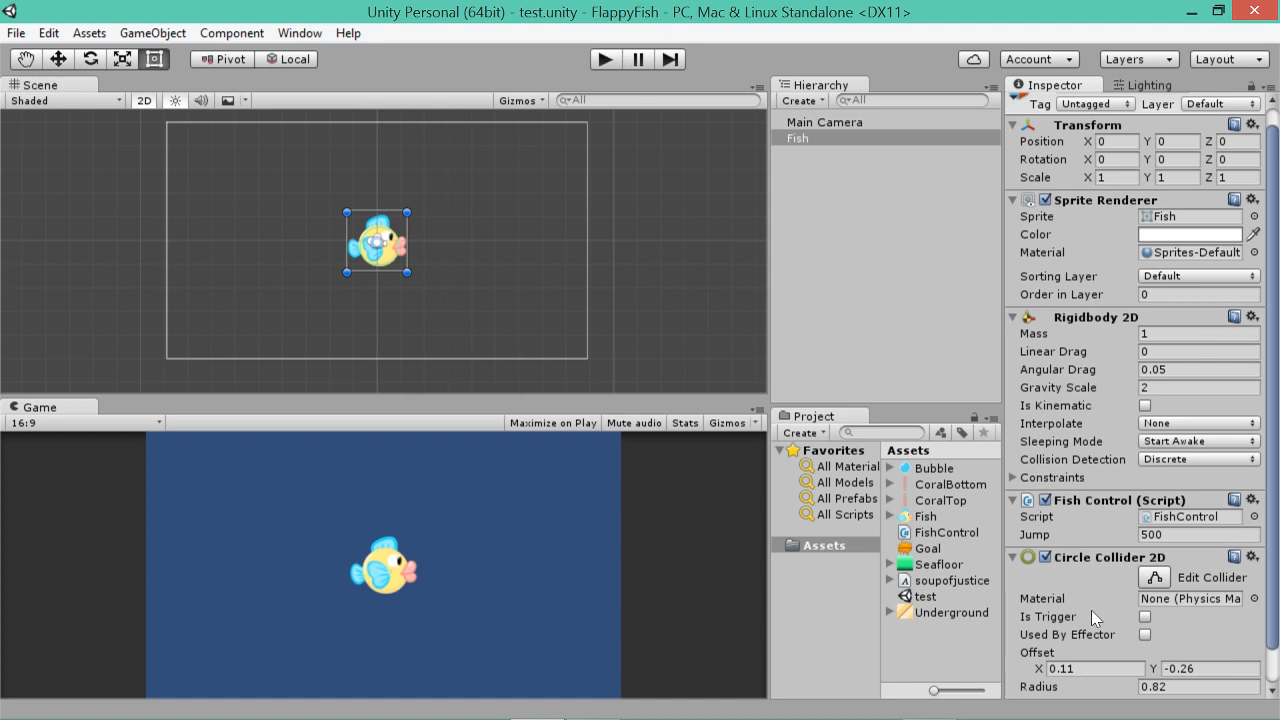 Unity Personal (64bit) - test.unity - FlappyFish - PC, Mac & Linux Standalone <DX11>
File Edit Assets GameObject Component Window Help
Pivot Local Account Layers Layout
Scene
Shaded 2D Gizmos All
Hierarchy
Create All
Main Camera
Fish
Game
16:9 Maximize on Play Mute audio Stats Gizmos
Project
Create
Favorites
All Material
All Models
All Prefabs
All Scripts
Assets
Assets
Bubble
CoralBottom
CoralTop
Fish
FishControl
Goal
Seafloor
soupofjustice
test
Underground
Inspector Lighting
Tag Untagged Layer Default
Transform
Position X 0 Y 0 Z 0
Rotation X 0 Y 0 Z 0
Scale X 1 Y 1 Z 1
Sprite Renderer
Sprite Fish
Color
Material Sprites-Default
Sorting Layer Default
Order in Layer 0
Rigidbody 2D
Mass 1
Linear Drag 0
Angular Drag 0.05
Gravity Scale 2
Is Kinematic
Interpolate None
Sleeping Mode Start Awake
Collision Detection Discrete
Constraints
Fish Control (Script)
Script FishControl
Jump 500
Circle Collider 2D
Edit Collider
Material None (Physics Ma
Is Trigger
Used By Effector
Offset
X 0.11 Y -0.26
Radius 0.82